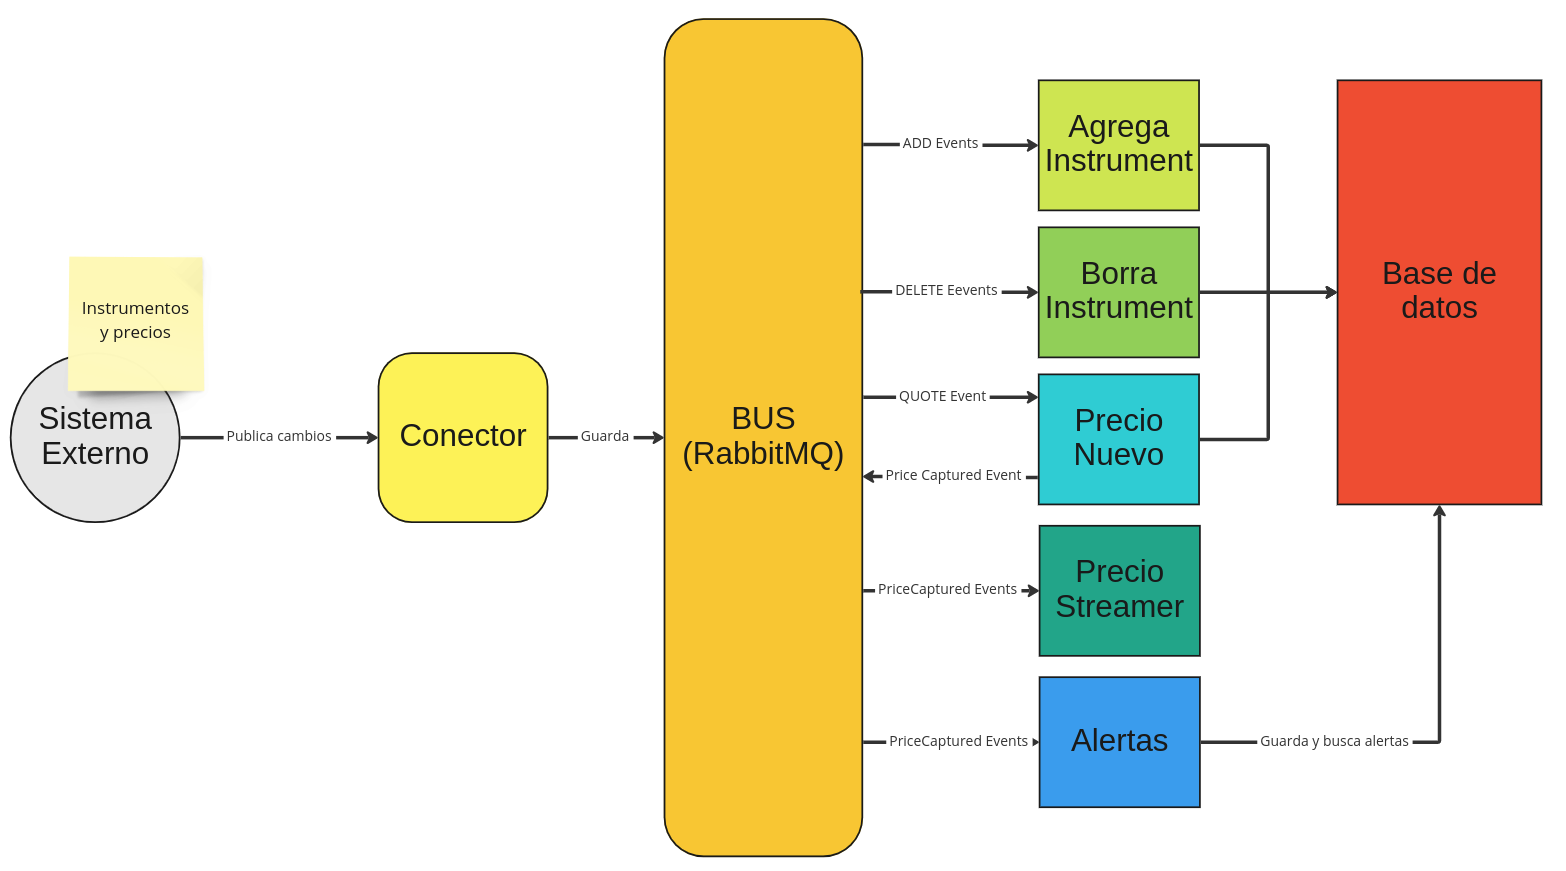 Instrumentos
y precios
Sistema
Externo
Publica cambios
Conector
Guarda
BUS
(RabbitMQ)
ADD Events
Agrega
Instrument
DELETE Eevents
Borra
Instrument
QUOTE Event
Precio
Nuevo
Price Captured Event
PriceCaptured Events
Precio
Streamer
PriceCaptured Events
Alertas
Guarda y busca alertas
Base de
datos